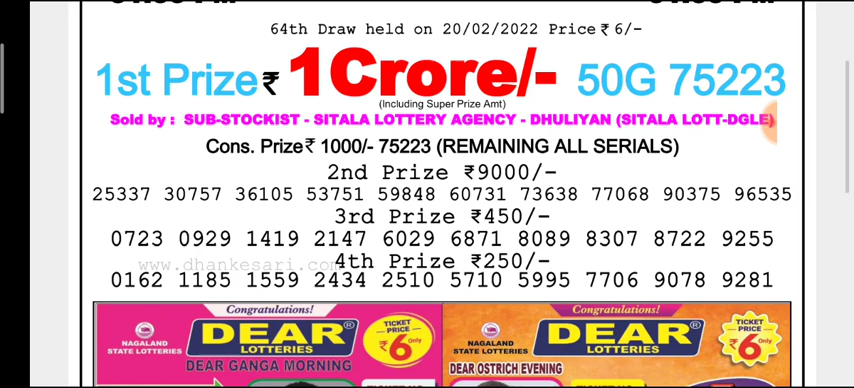 64th Draw held on 20/02/2022 Price ₹ 6/-
1st Prize ₹ 1 Crore/- 50G 75223
(Including Super Prize Amt)
Sold by : SUB-STOCKIST - SITALA LOTTERY AGENCY - DHULIYAN (SITALA LOTT-DGLE)
Cons. Prize ₹ 1000/- 75223 (REMAINING ALL SERIALS)
2nd Prize ₹9000/-
25337 30757 36105 53751 59848 60731 73638 77068 90375 96535
3rd Prize ₹450/-
0723 0929 1419 2147 6029 6871 8089 8307 8722 9255
www.dhankesari.com
4th Prize ₹250/-
0162 1185 1559 2434 2510 5710 5995 7706 9078 9281
Congratulations!
NAGALAND
STATE LOTTERIES
DEAR®
LOTTERIES
TICKET
PRICE
₹6 Only
DEAR GANGA MORNING
Congratulations!
NAGALAND
STATE LOTTERIES
DEAR®
LOTTERIES
TICKET
PRICE
₹6 Only
DEAR OSTRICH EVENING